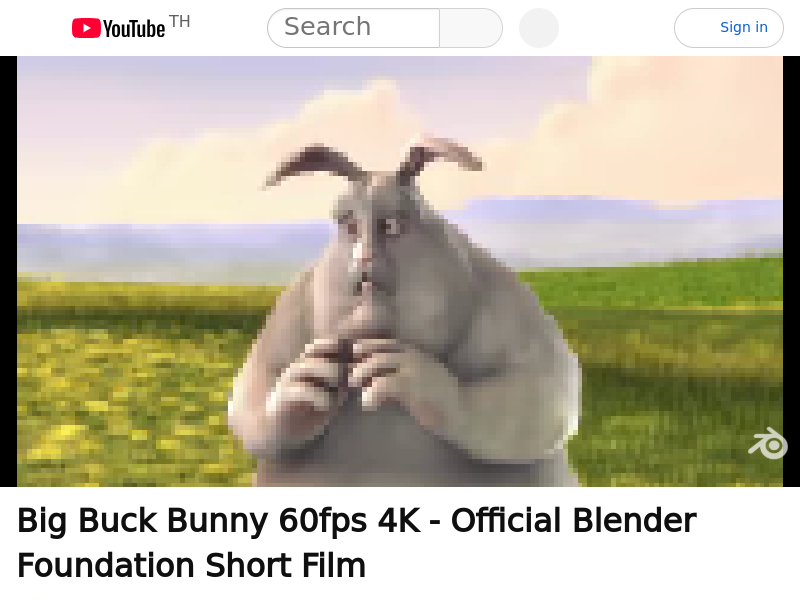 YouTube TH
Search
Sign in
Big Buck Bunny 60fps 4K - Official Blender
Foundation Short Film